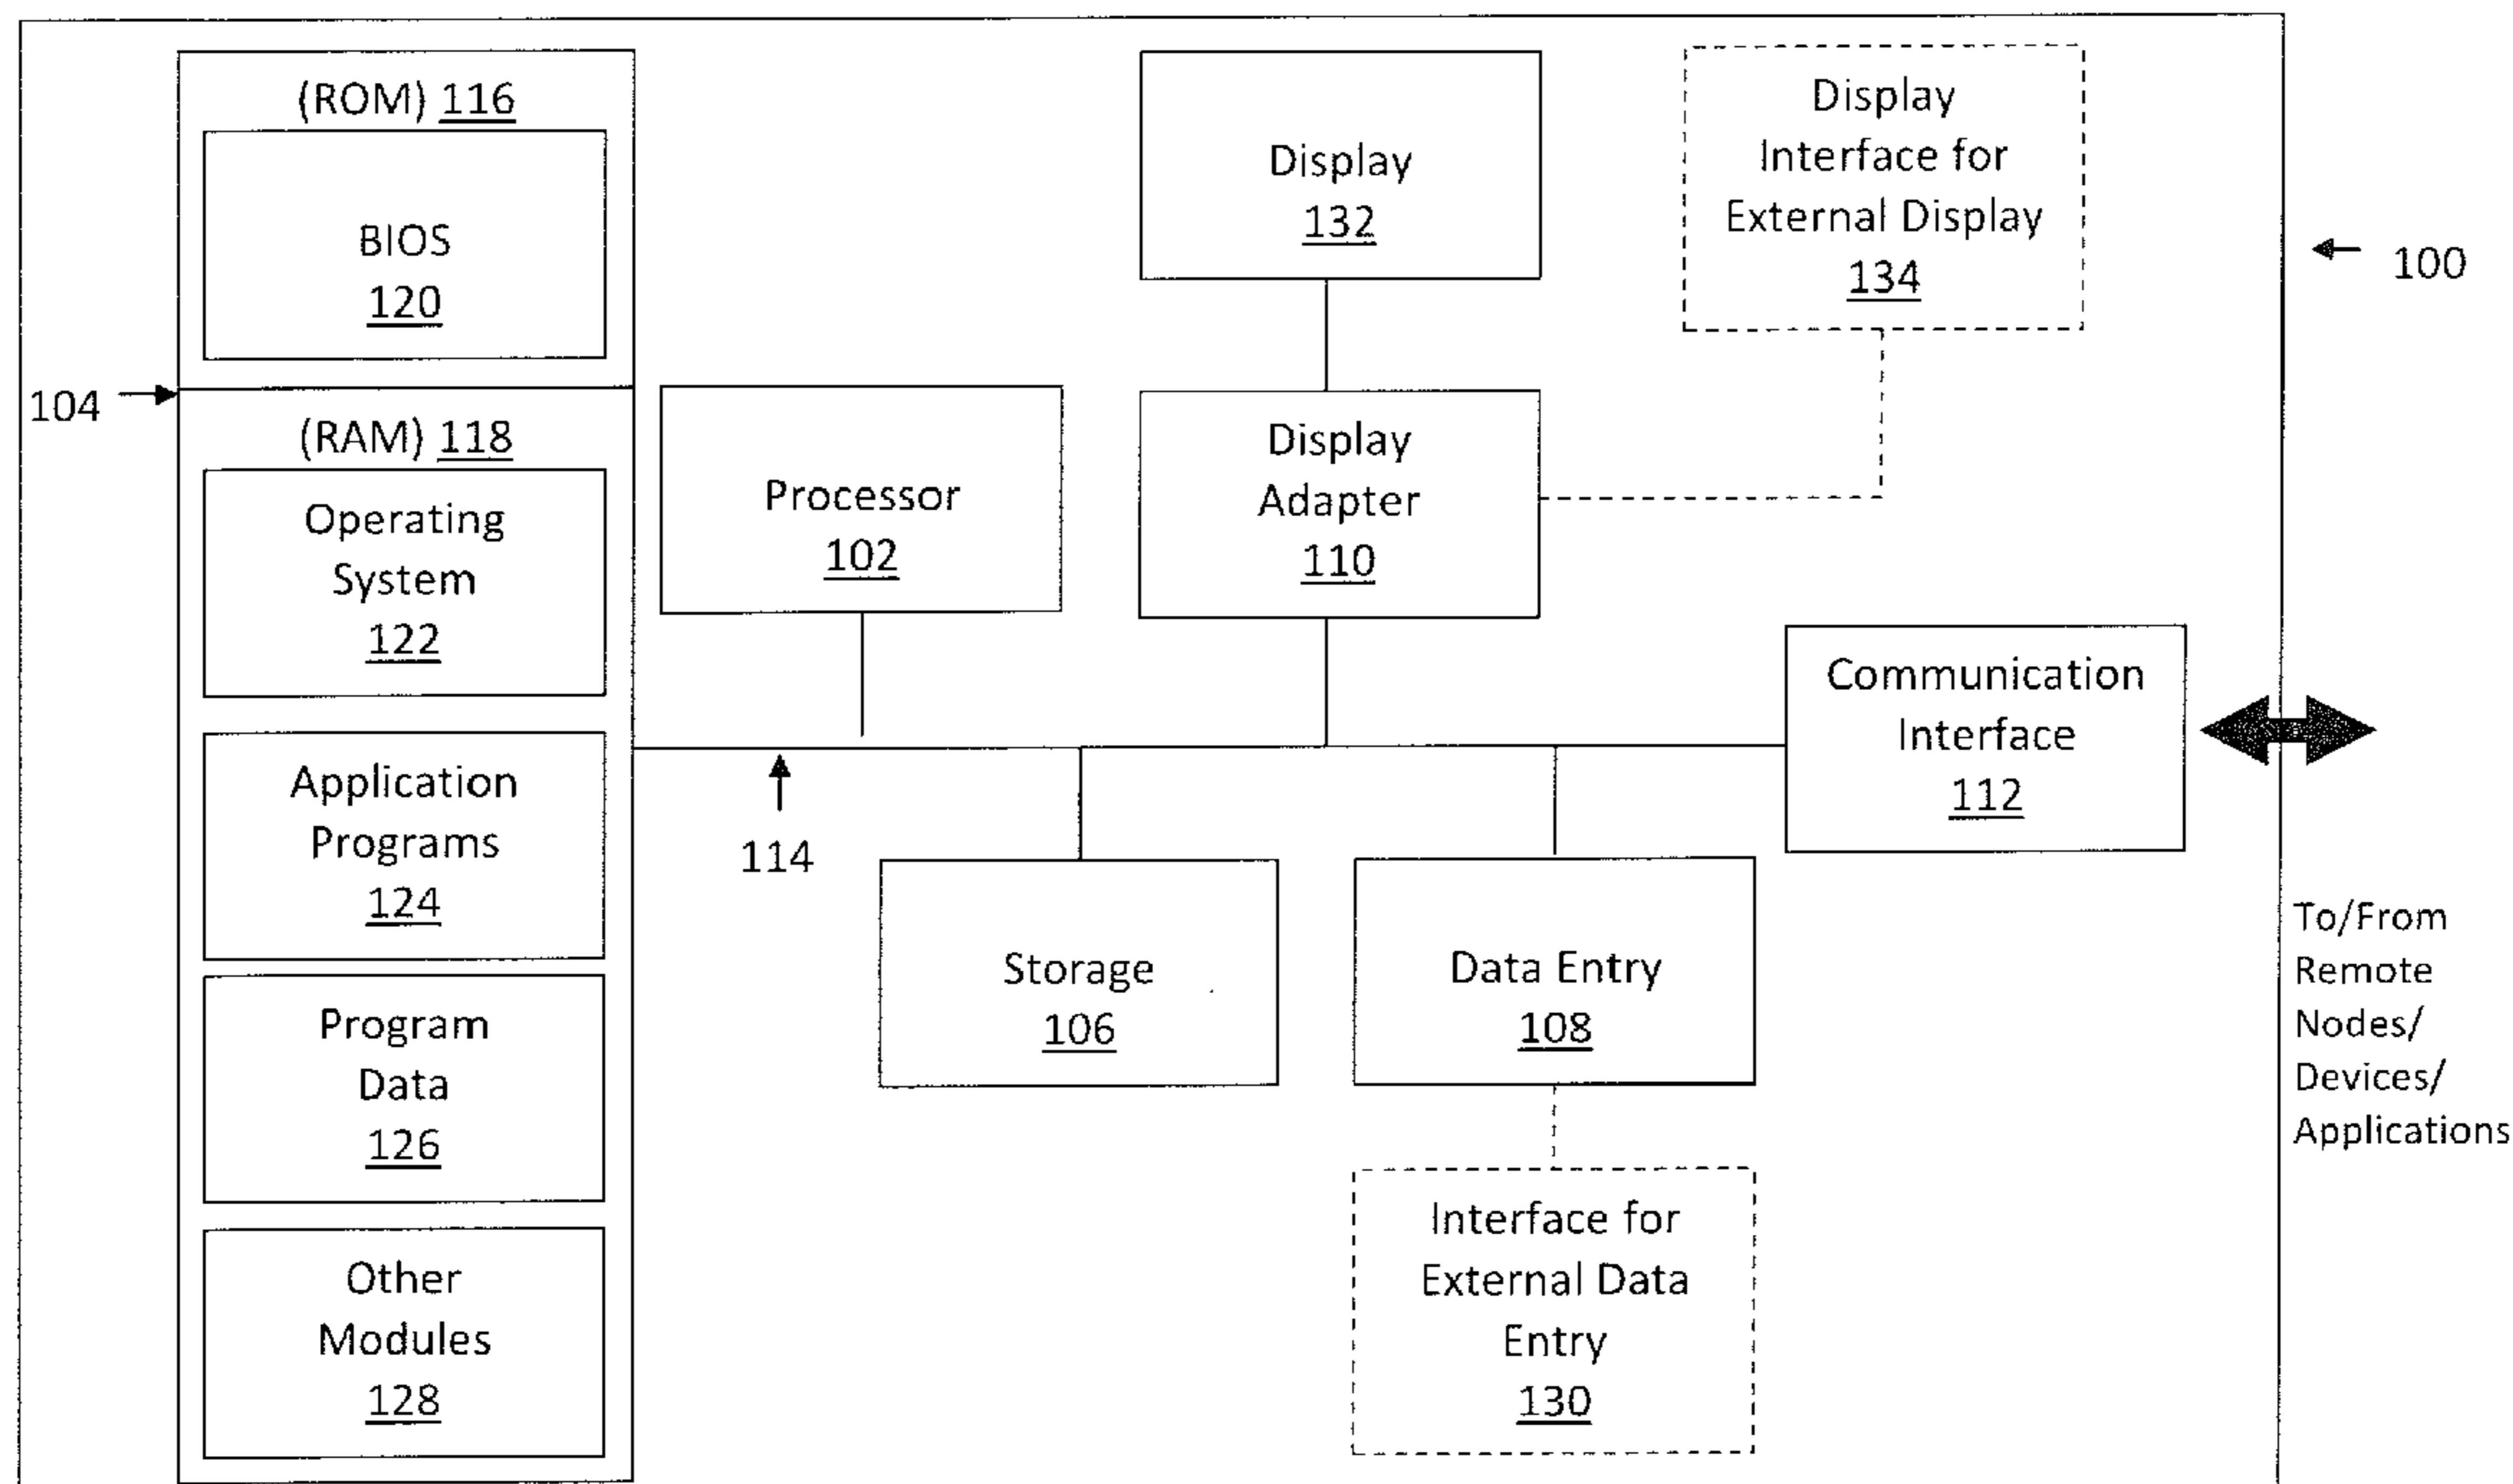 (ROM) 116
BIOS
120
104
(RAM) 118
Operating
System
122
Application
Programs
124
Program
Data
126
Other
Modules
128
Processor
102
114
Display
132
Display
Adapter
110
Display
Interface for
External Display
134
100
Communication
Interface
112
Storage
106
Data Entry
108
Interface for
External Data
Entry
130
To/From
Remote
Nodes/
Devices/
Applications